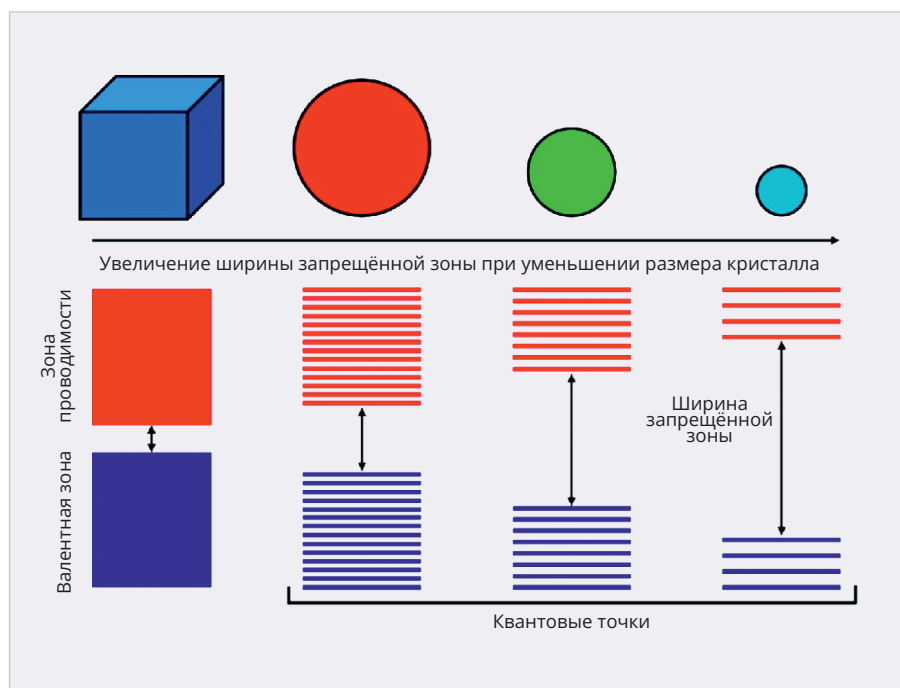 Увеличение ширины запрещённой зоны при уменьшении размера кристалла
Зона
проводимости
Валентная зона
Ширина
запрещённой
зоны
Квантовые точки